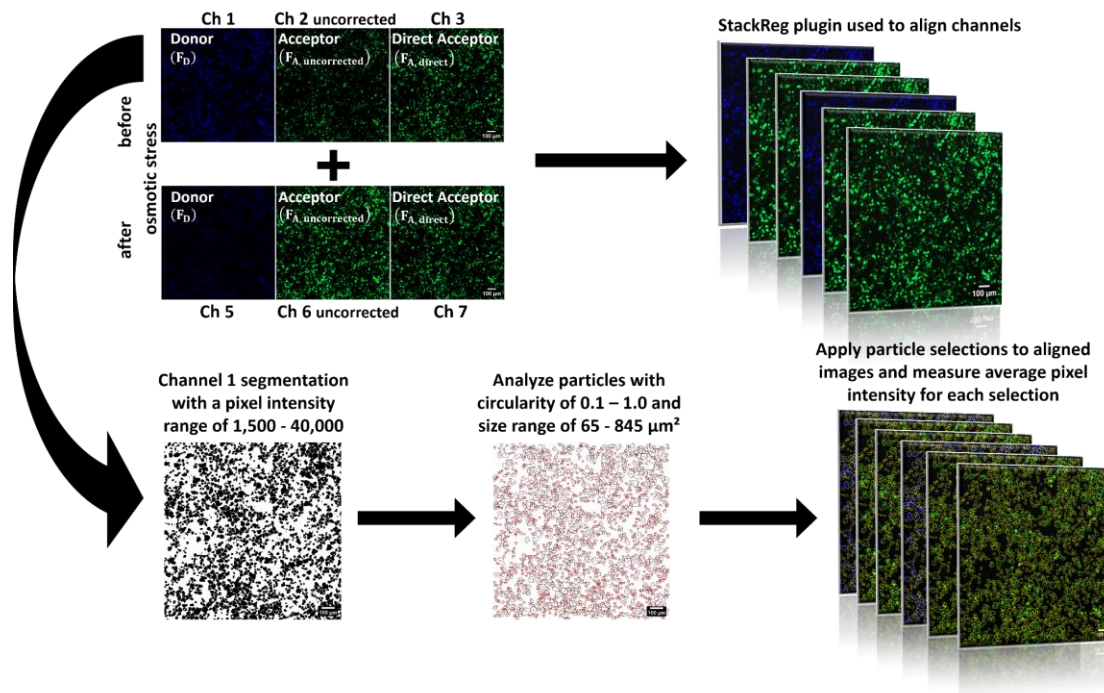 Ch 1
Ch 2 uncorrected
Ch 3
Donor
(F_D)
Acceptor
(F_A, uncorrected)
Direct Acceptor
(F_A, direct)
100 µm
before
after
osmotic stress
+
Donor
(F_D)
Acceptor
(F_A, uncorrected)
Direct Acceptor
(F_A, direct)
100 µm
Ch 5
Ch 6 uncorrected
Ch 7
StackReg plugin used to align channels
100 µm
Channel 1 segmentation
with a pixel intensity
range of 1,500 - 40,000
100 µm
Analyze particles with
circularity of 0.1 – 1.0 and
size range of 65 - 845 µm²
100 µm
Apply particle selections to aligned
images and measure average pixel
intensity for each selection